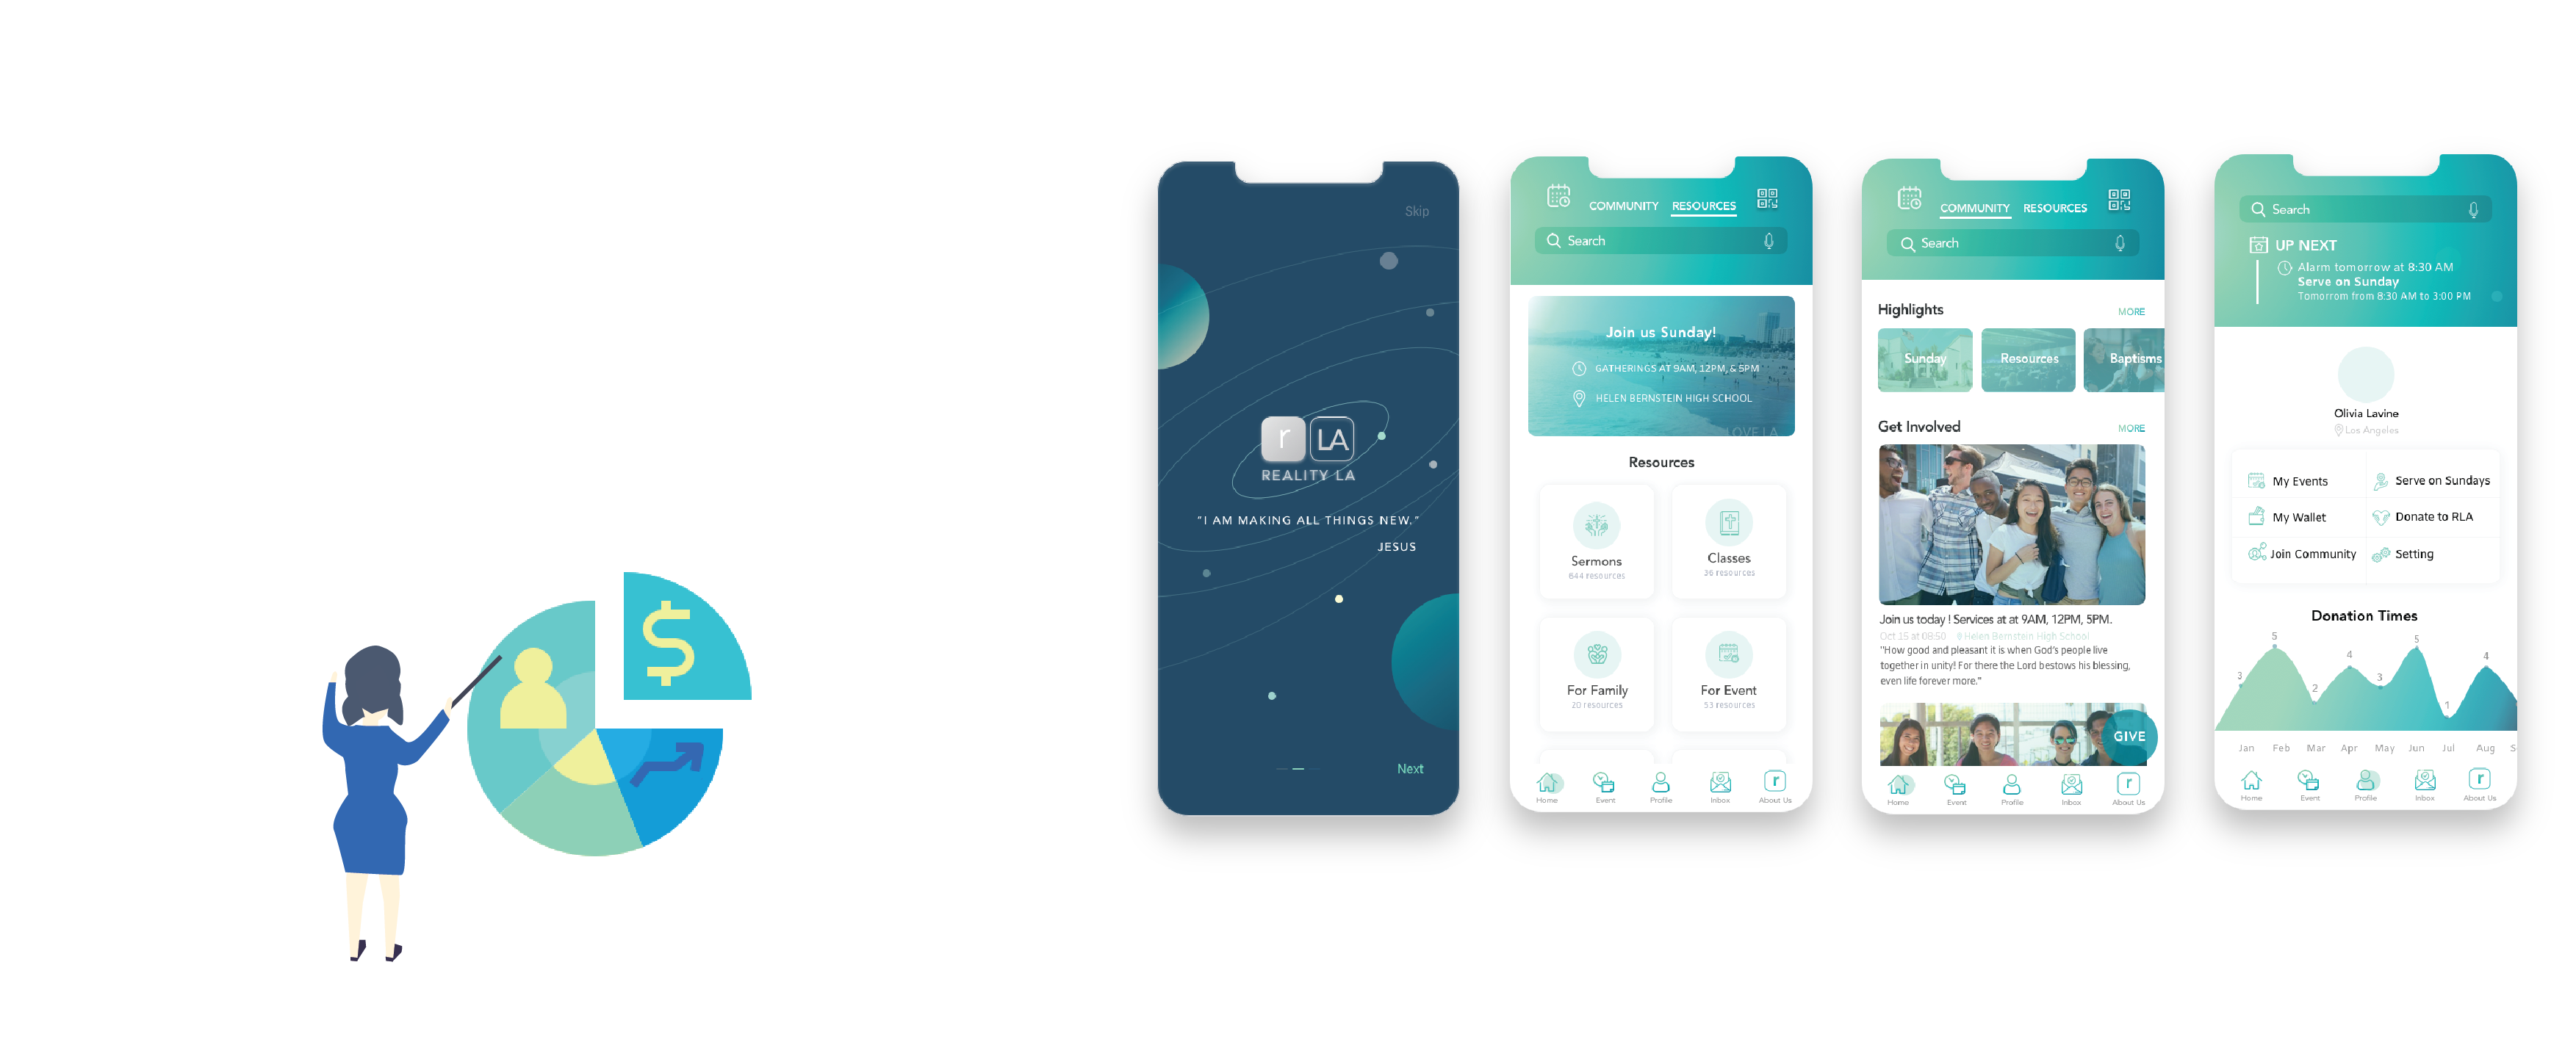 $
Skip
r LA
REALITY LA
"I AM MAKING ALL THINGS NEW."
JESUS
Next
COMMUNITY RESOURCES
Search
Join us Sunday!
GATHERINGS AT 9AM, 12PM, & 5PM
HELEN BERNSTEIN HIGH SCHOOL
LOVE LA
Resources
Sermons
644 resources
Classes
36 resources
For Family
20 resources
For Event
53 resources
Home Event Profile Inbox r About Us
COMMUNITY RESOURCES
Search
Highlights MORE
Sunday Resources Baptisms
Get Involved MORE
Join us today ! Services at at 9AM, 12PM, 5PM.
Oct 15 at 08:50 Helen Bernstein High School
"How good and pleasant it is when God's people live
together in unity! For there the Lord bestows his blessing,
even life forever more."
GIVE
Home Event Profile Inbox r About Us
Search
UP NEXT
Alarm tomorrow at 8:30 AM
Serve on Sunday
Tomorrom from 8:30 AM to 3:00 PM
Olivia Lavine
Los Angeles
My Events Serve on Sundays
My Wallet Donate to RLA
Join Community Setting
Donation Times
3 5 2 4 3 5 1 4
Jan Feb Mar Apr May Jun Jul Aug S
Home Event Profile Inbox r About Us